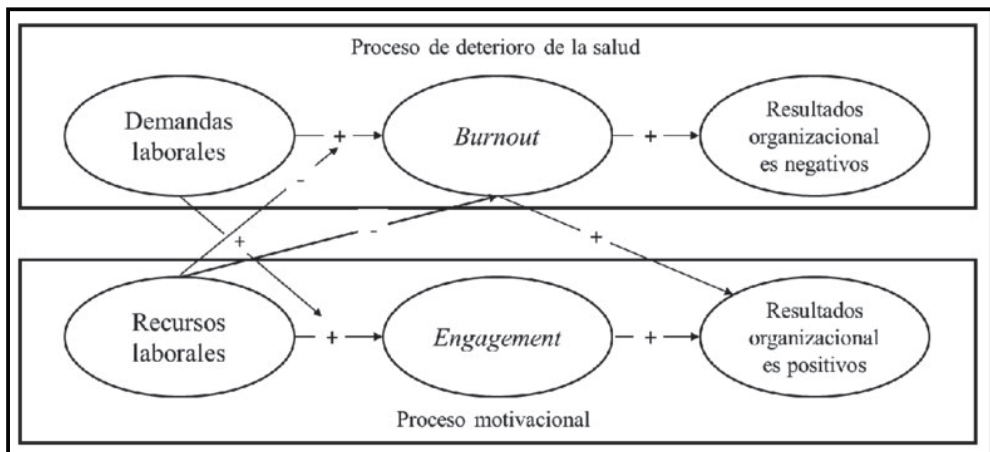 Proceso de deterioro de la salud
Demandas
laborales
+
Burnout
+
Resultados
organizacional
es negativos
-
+
-
+
Recursos
laborales
+
Engagement
+
Resultados
organizacional
es positivos
Proceso motivacional